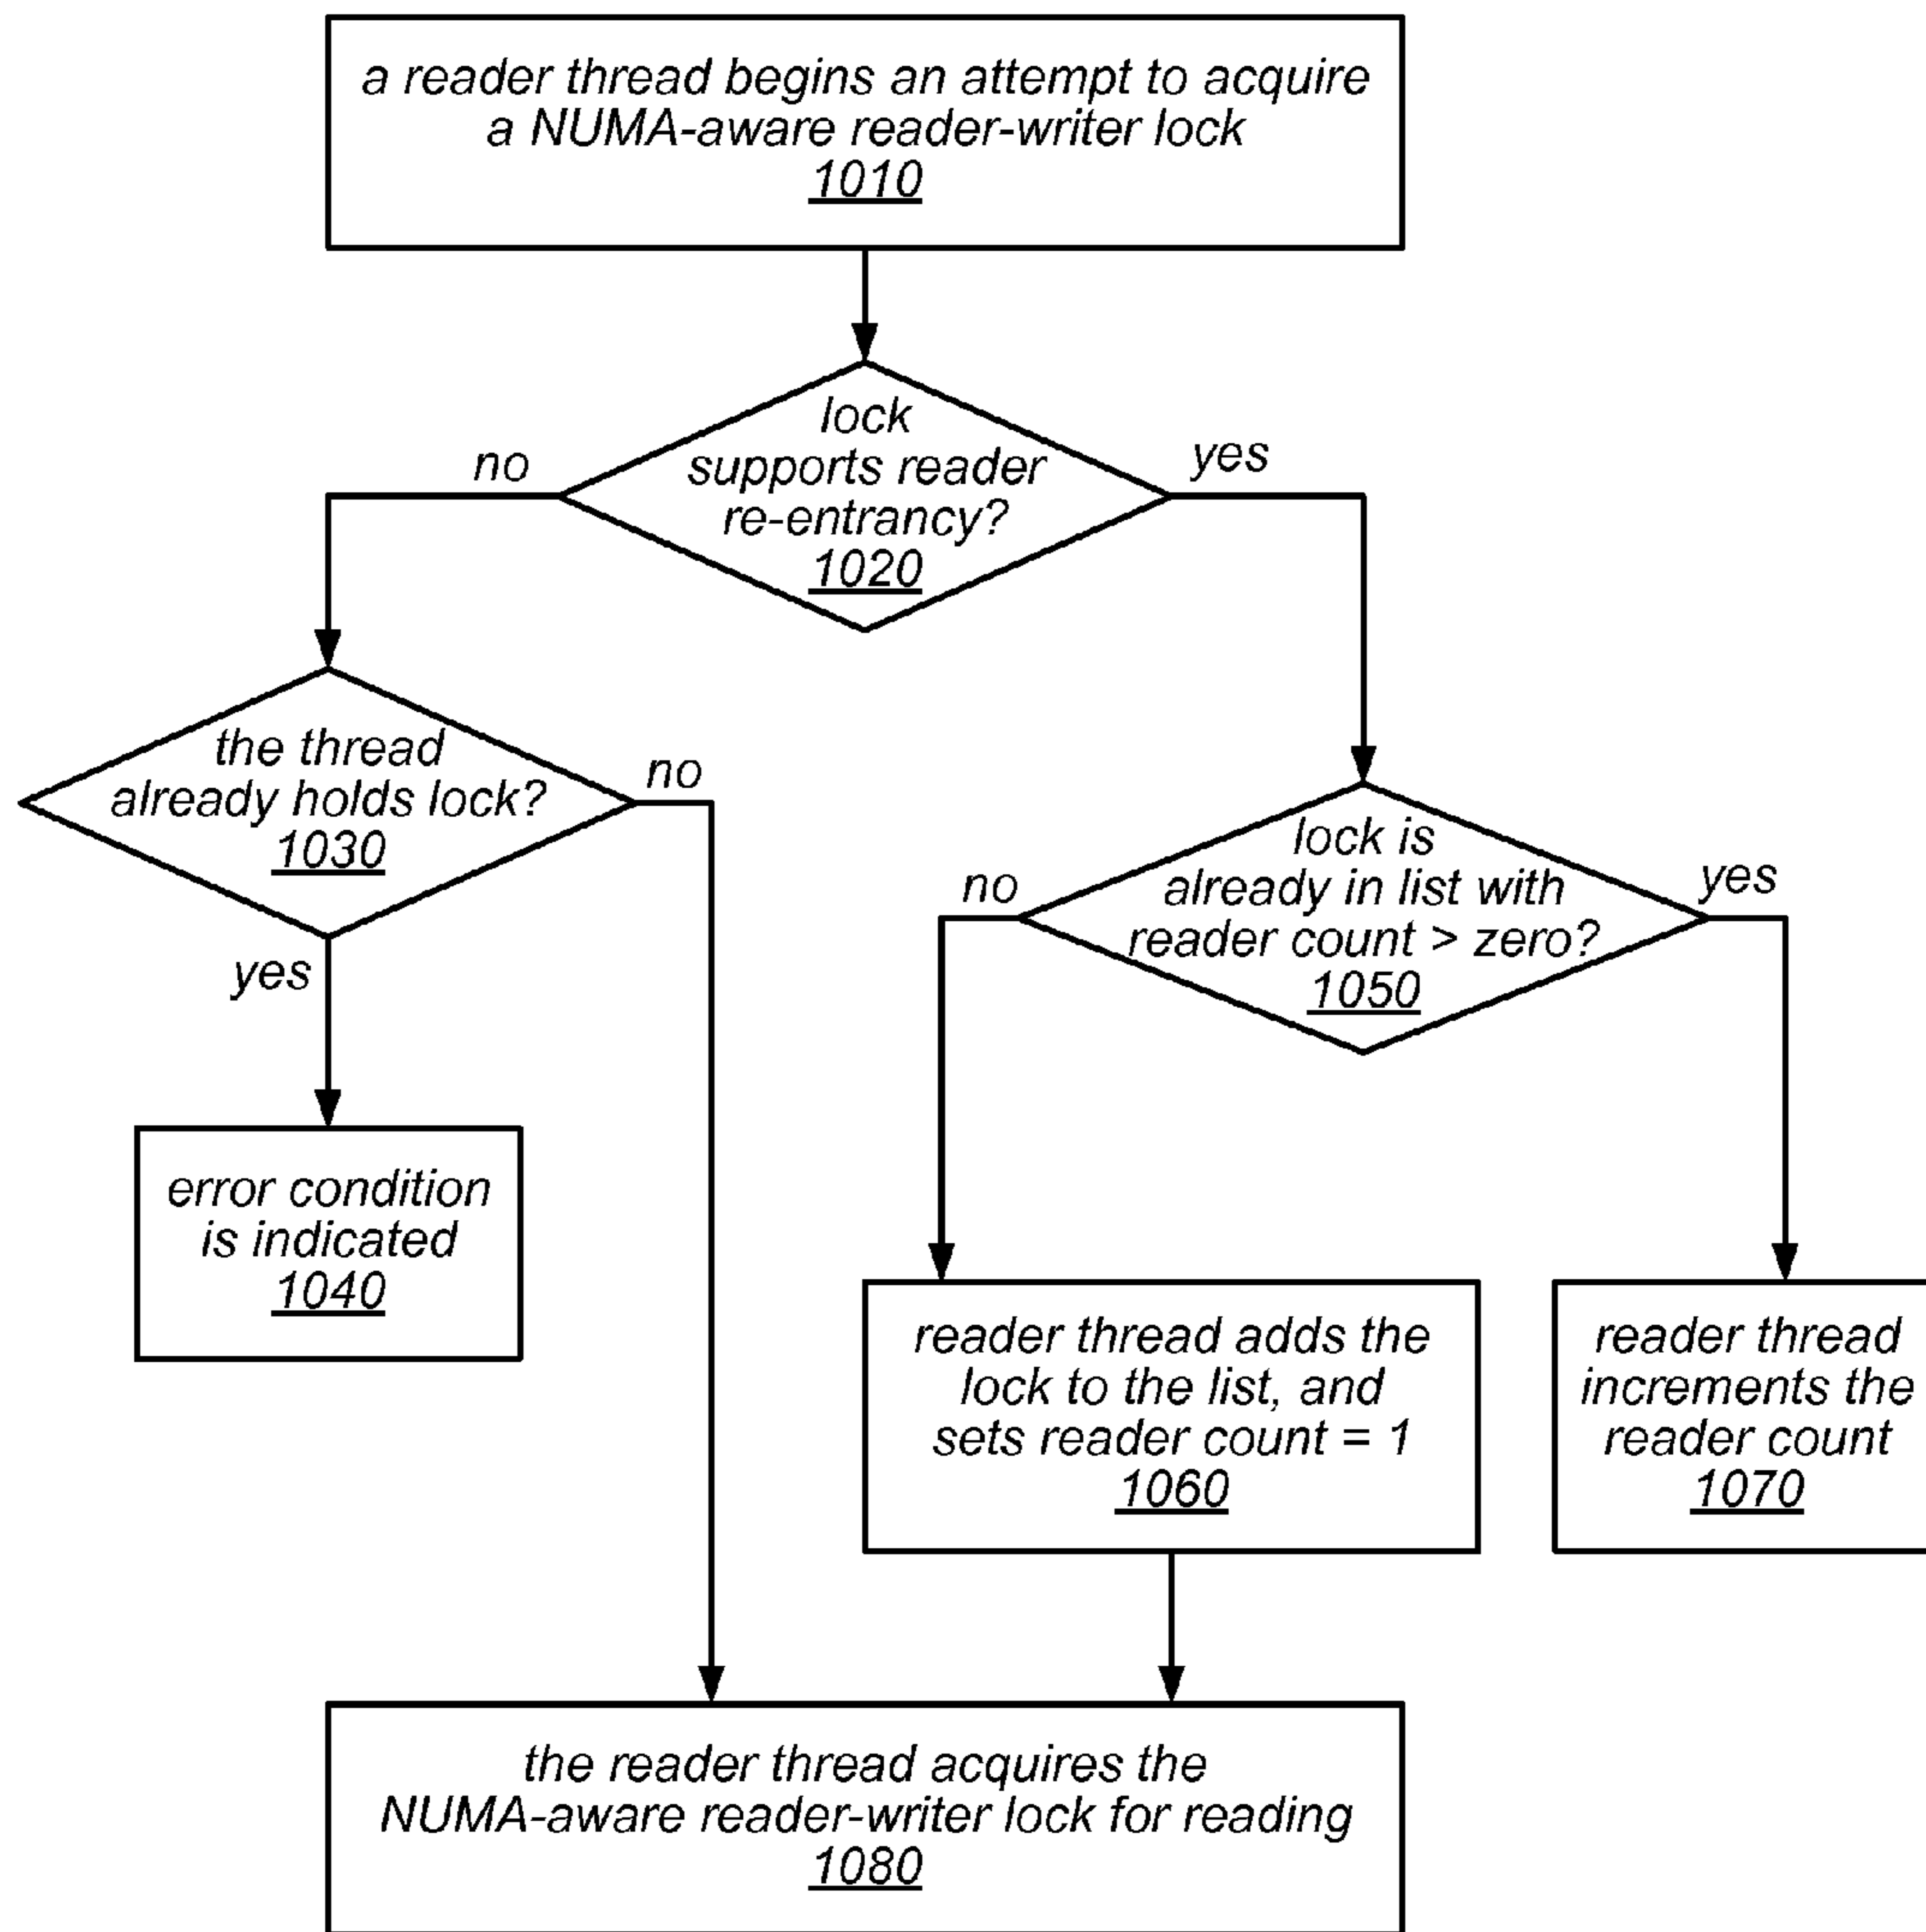 a reader thread begins an attempt to acquire
a NUMA-aware reader-writer lock
1010
lock
supports reader
re-entrancy?
1020
no
yes
the thread
already holds lock?
1030
no
yes
lock is
already in list with
reader count > zero?
1050
no
yes
error condition
is indicated
1040
reader thread adds the
lock to the list, and
sets reader count = 1
1060
reader thread
increments the
reader count
1070
the reader thread acquires the
NUMA-aware reader-writer lock for reading
1080